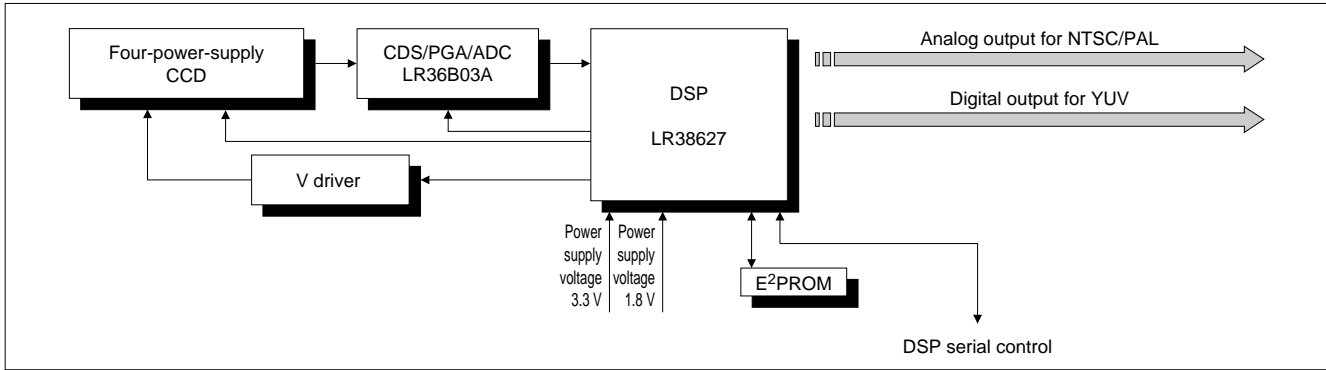 Four-power-supply
CCD
CDS/PGA/ADC
LR36B03A
DSP
LR38627
Analog output for NTSC/PAL
Digital output for YUV
V driver
Power
supply
voltage
3.3 V
Power
supply
voltage
1.8 V
E²PROM
DSP serial control